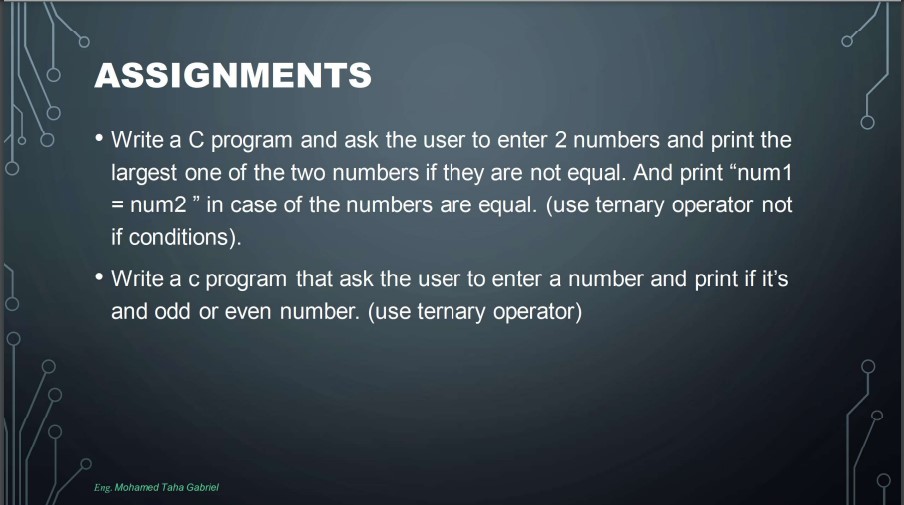 ASSIGNMENTS
• Write a C program and ask the user to enter 2 numbers and print the
largest one of the two numbers if they are not equal. And print “num1
= num2 ” in case of the numbers are equal. (use ternary operator not
if conditions).
• Write a c program that ask the user to enter a number and print if it’s
and odd or even number. (use ternary operator)
Eng. Mohamed Taha Gabriel